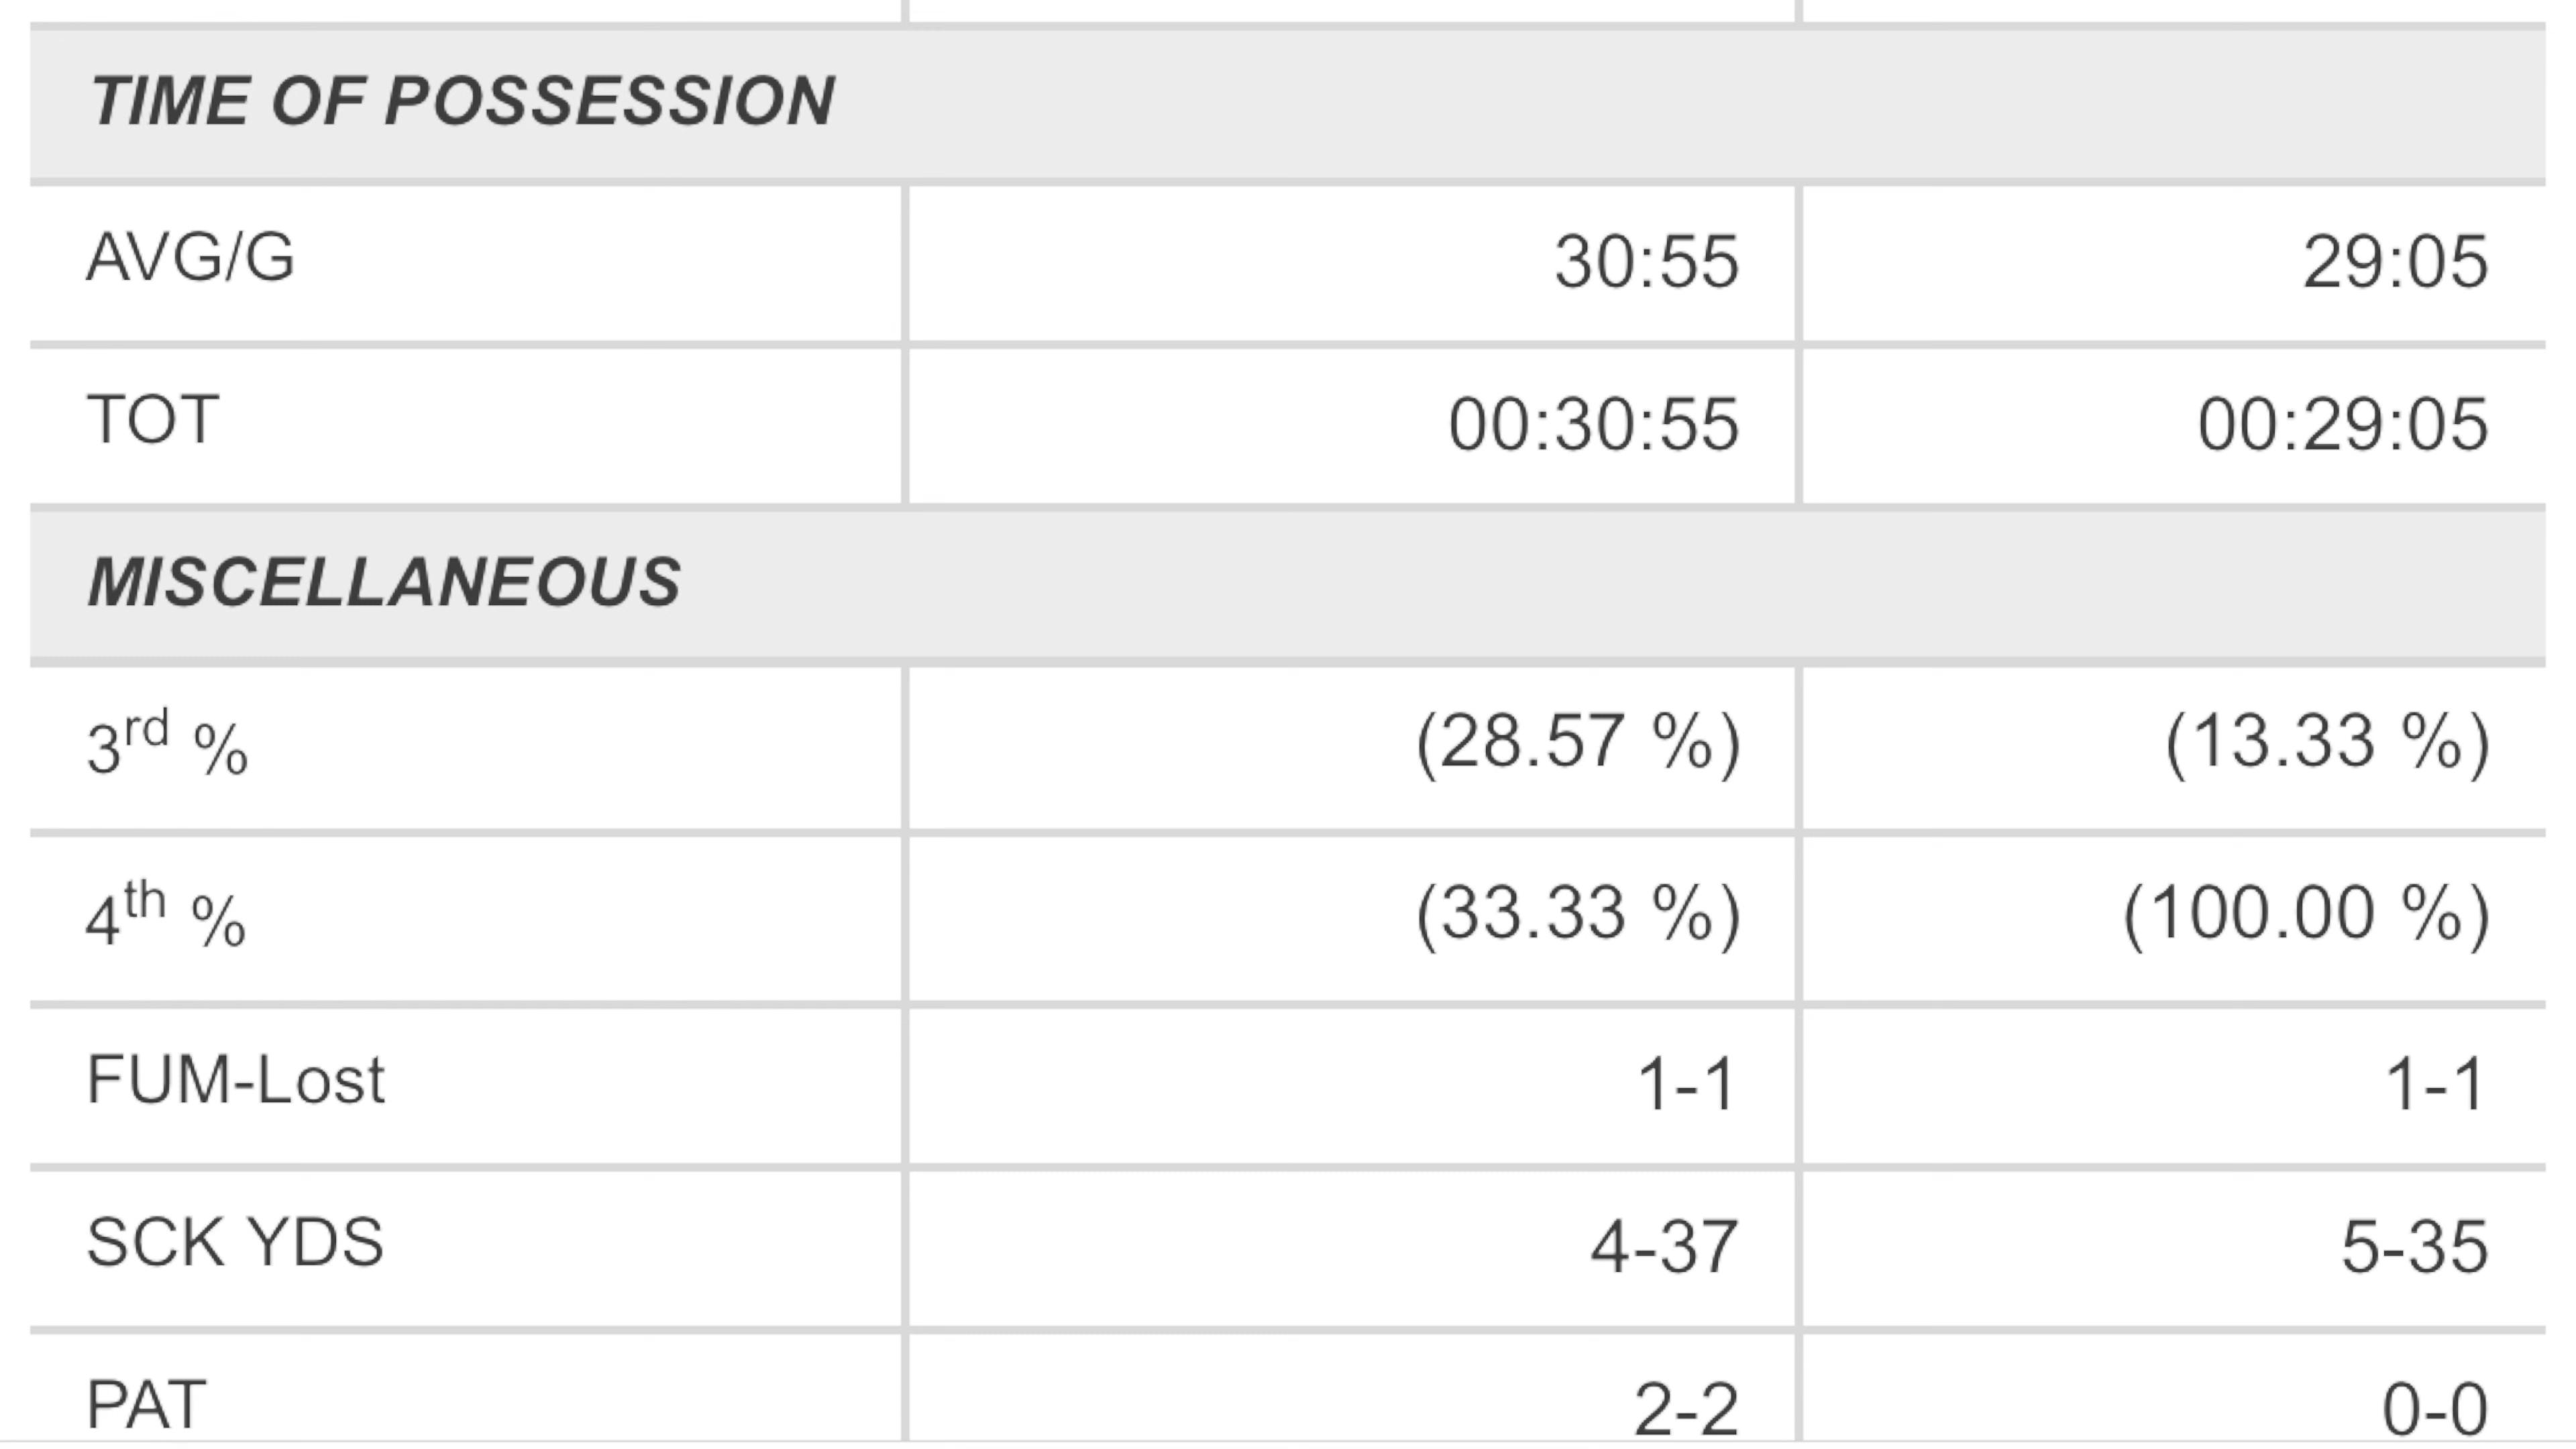 TIME OF POSSESSION
AVG/G 30:55 29:05
TOT 00:30:55 00:29:05
MISCELLANEOUS
3rd % (28.57 %) (13.33 %)
4th % (33.33 %) (100.00 %)
FUM-Lost 1-1 1-1
SCK YDS 4-37 5-35
PAT 2-2 0-0